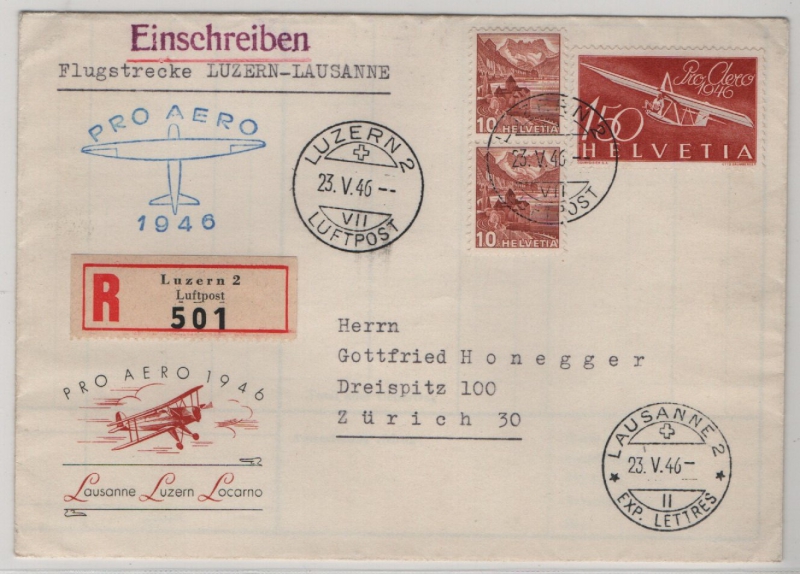 Einschreiben
Flugstrecke LUZERN-LAUSANNE
PRO AERO
1946
LUZERN 2
23. V. 46 --
VII
LUFTPOST
10 HELVETIA
10 HELVETIA
Pro Aero
1946
150
HELVETIA
23. V. 46 --
VII
R
Luzern 2
Luftpost
501
Herrn
Gottfried Honegger
Dreispitz 100
Zürich 30
PRO AERO 1946
Lausanne Luzern Locarno
LAUSANNE 2
23. V. 46 –
II
EXP. LETTRES